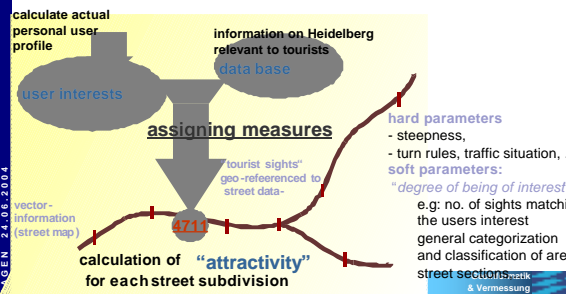 calculate actual
personal user
profile
information on Heidelberg
relevant to tourists
data base
user interests
assigning measures
hard parameters
- steepness,
- turn rules, traffic situation, .
soft parameters:
"degree of being of interest
e.g: no. of sights matchi
the users interest
general categorization
and classification of are
street sections
"tourist sights"
geo-refeerenced to
street data-
vector-
information
(street map)
4711
calculation of "attractivity"
for each street subdivision
AGEN 24.06.2004
& Vermessung